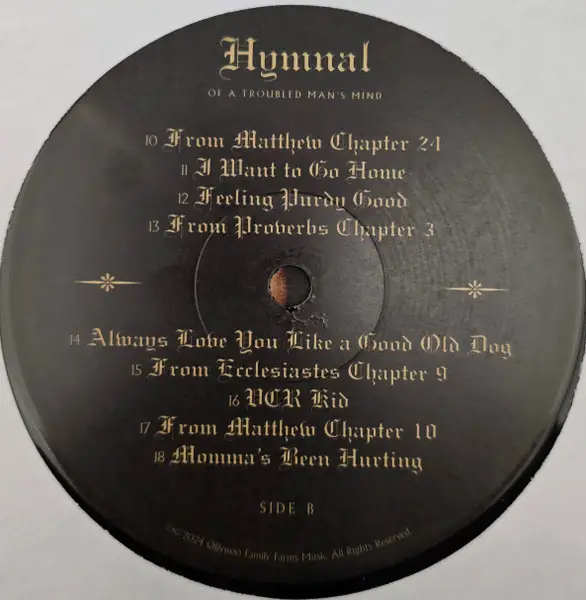 Hymnal
OF A TROUBLED MAN'S MIND
10 From Matthew Chapter 24
11 I Want to Go Home
12 Feeling Purdy Good
13 From Proverbs Chapter 3
14 Always Love You Like a Good Old Dog
15 From Ecclesiastes Chapter 9
16 VCR Kid
17 From Matthew Chapter 10
18 Momma's Been Hurting
SIDE B
℗© 2024 Family Farms Music. All Rights Reserved.